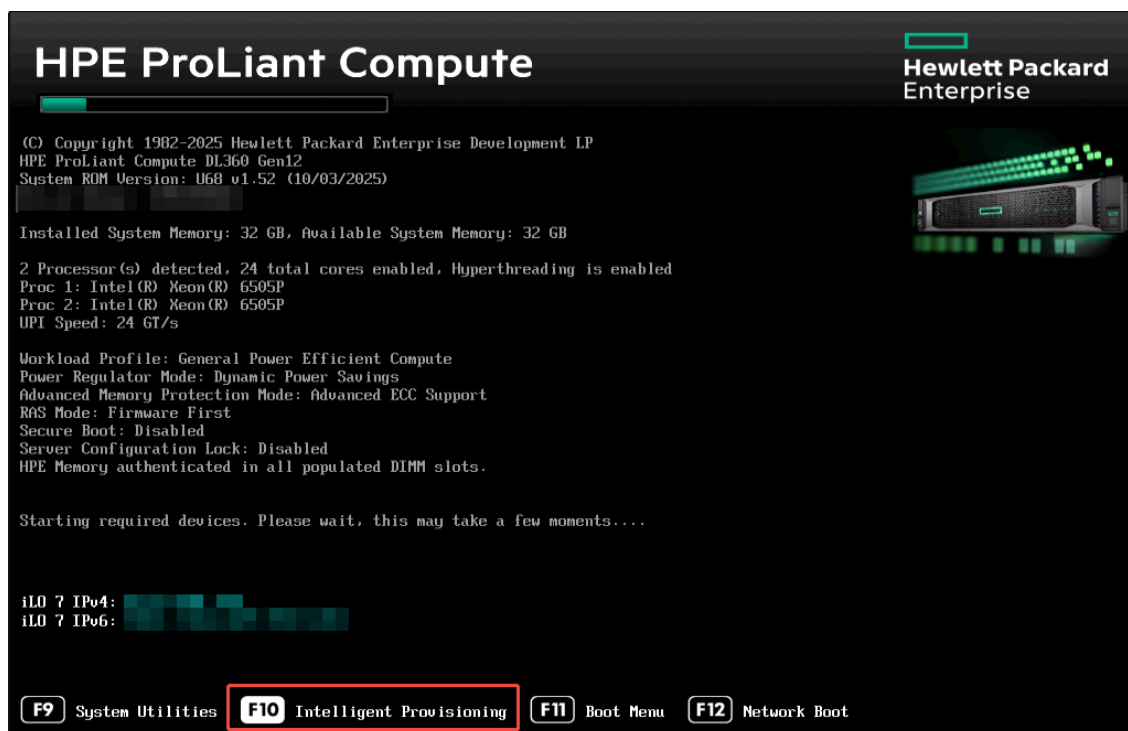 HPE ProLiant Compute
Hewlett Packard
Enterprise
(C) Copyright 1982-2025 Hewlett Packard Enterprise Development LP
HPE ProLiant Compute DL360 Gen12
System ROM Version: U68 v1.52 (10/03/2025)
Installed System Memory: 32 GB, Available System Memory: 32 GB
2 Processor(s) detected, 24 total cores enabled, Hyperthreading is enabled
Proc 1: Intel(R) Xeon(R) 6505P
Proc 2: Intel(R) Xeon(R) 6505P
UPI Speed: 24 GT/s
Workload Profile: General Power Efficient Compute
Power Regulator Mode: Dynamic Power Savings
Advanced Memory Protection Mode: Advanced ECC Support
RAS Mode: Firmware First
Secure Boot: Disabled
Server Configuration Lock: Disabled
HPE Memory authenticated in all populated DIMM slots.
Starting required devices. Please wait, this may take a few moments....
iLO 7 IPv4:
iLO 7 IPv6:
F9 System Utilities F10 Intelligent Provisioning F11 Boot Menu F12 Network Boot